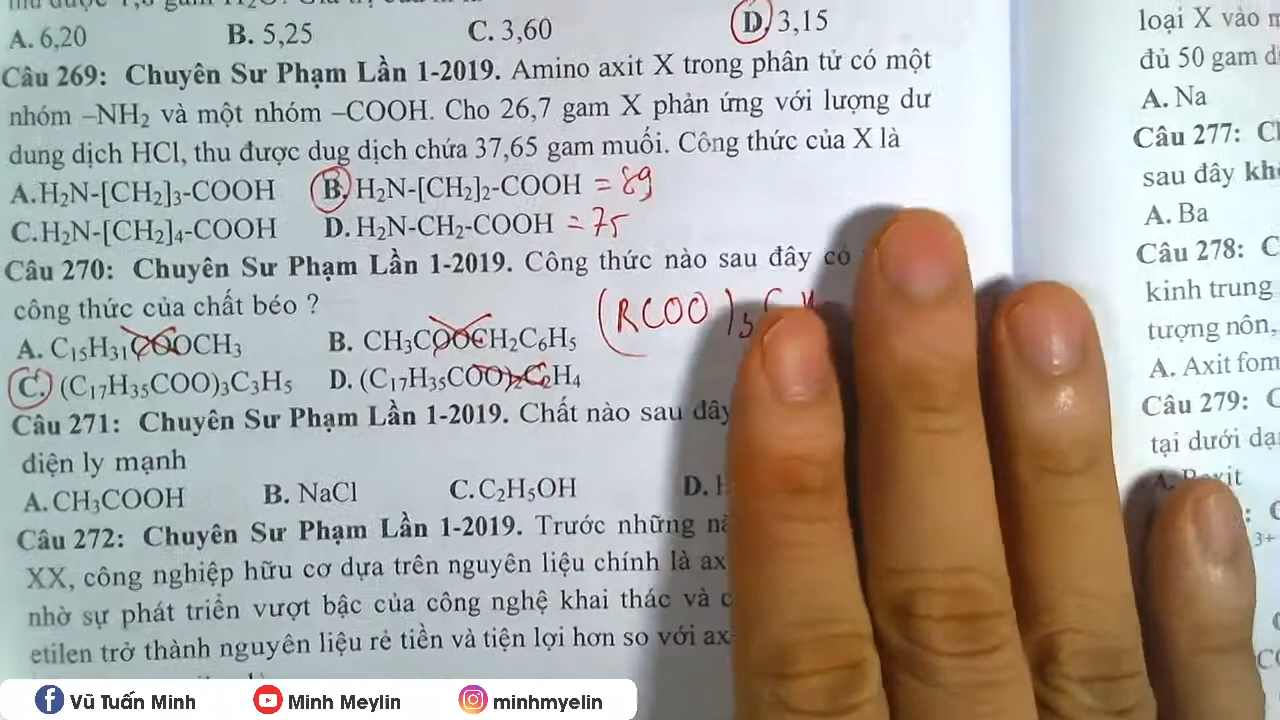 A. 6,20 B. 5,25 C. 3,60 D. 3,15
Câu 269: Chuyên Sư Phạm Lần 1-2019. Amino axit X trong phân tử có một
nhóm –NH₂ và một nhóm –COOH. Cho 26,7 gam X phản ứng với lượng dư
dung dịch HCl, thu được dug dịch chứa 37,65 gam muối. Công thức của X là
A.H₂N-[CH₂]₃-COOH B. H₂N-[CH₂]₂-COOH = 89
C.H₂N-[CH₂]₄-COOH D. H₂N-CH₂-COOH = 75
Câu 270: Chuyên Sư Phạm Lần 1-2019. Công thức nào sau đây có
công thức của chất béo ? (RCOO)₃
A. C₁₅H₃₁COOCH₃ B. CH₃COOCH₂C₆H₅
C. (C₁₇H₃₅COO)₃C₃H₅ D. (C₁₇H₃₅COO)₂C₂H₄
Câu 271: Chuyên Sư Phạm Lần 1-2019. Chất nào sau đây
điện ly mạnh
A. CH₃COOH B. NaCl C. C₂H₅OH D.
Câu 272: Chuyên Sư Phạm Lần 1-2019. Trước những
XX, công nghiệp hữu cơ dựa trên nguyên liệu chính là
nhờ sự phát triển vượt bậc của công nghệ khai thác và
etilen trở thành nguyên liệu rẻ tiền và tiện lợi hơn so với
loại X vào
đủ 50 gam
A. Na
Câu 277:
sau đây
A. Ba
Câu 278:
kinh trung
tượng nôn,
A. Axit
Câu 279:
tại dưới
3+
Vũ Tuấn Minh Minh Meylin minhmyelin